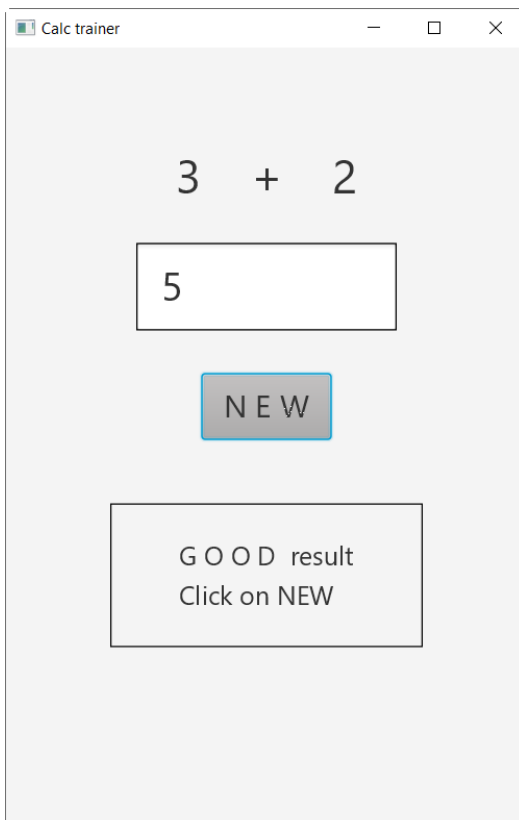 Calc trainer
3 + 2
5
N E W
G O O D result
Click on NEW